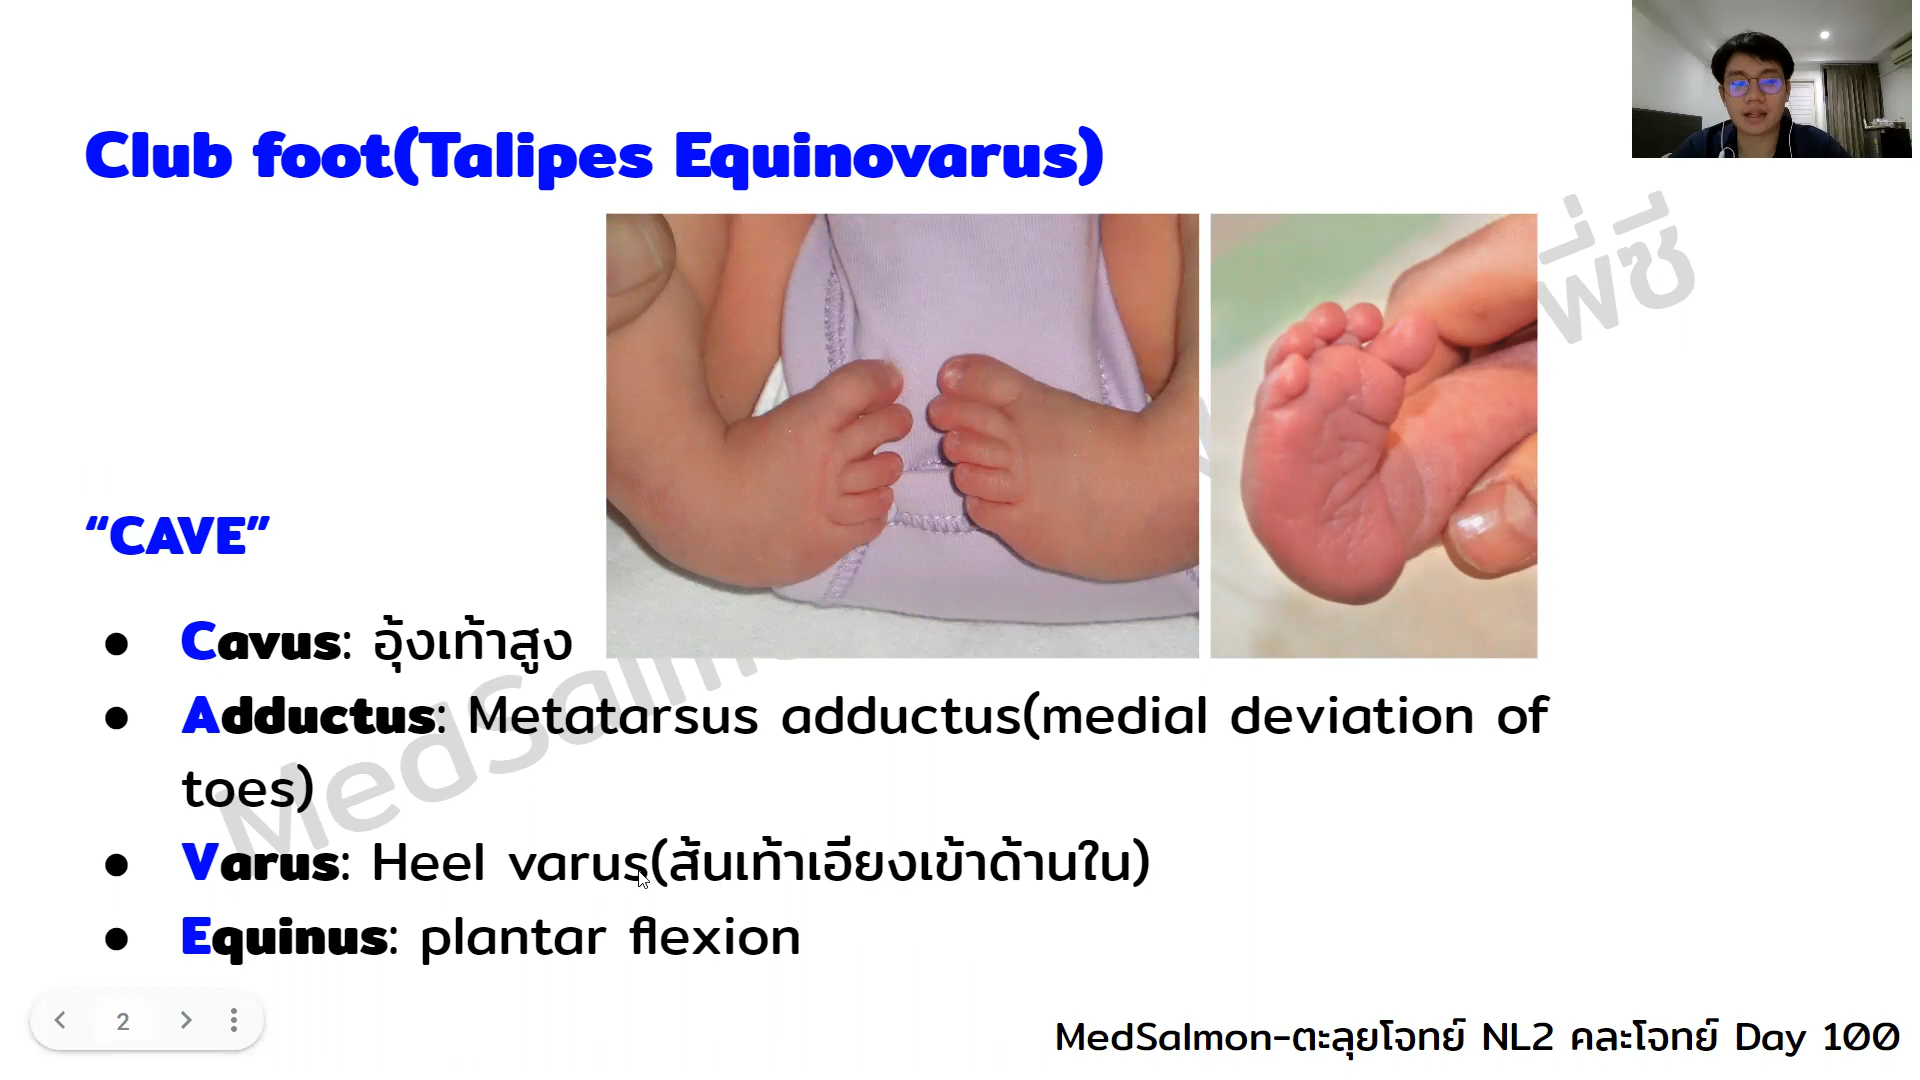 Club foot(Talipes Equinovarus)
พี่ซี
"CAVE"
● Cavus: อุ้งเท้าสูง
● Adductus: Metatarsus adductus(medial deviation of
toes)
● Varus: Heel varus(ส้นเท้าเอียงเข้าด้านใน)
● Equinus: plantar flexion
2
MedSalmon-ตะลุยโจทย์ NL2 คละโจทย์ Day 100